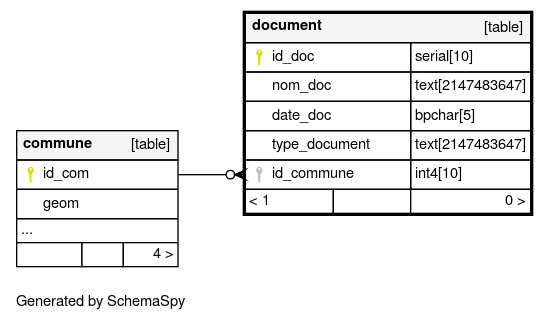 document [table]
id_doc serial[10]
nom_doc text[2147483647]
date_doc bpchar[5]
type_document text[2147483647]
id_commune int4[10]
< 1 0 >
commune [table]
id_com
geom
...
4 >
Generated by SchemaSpy